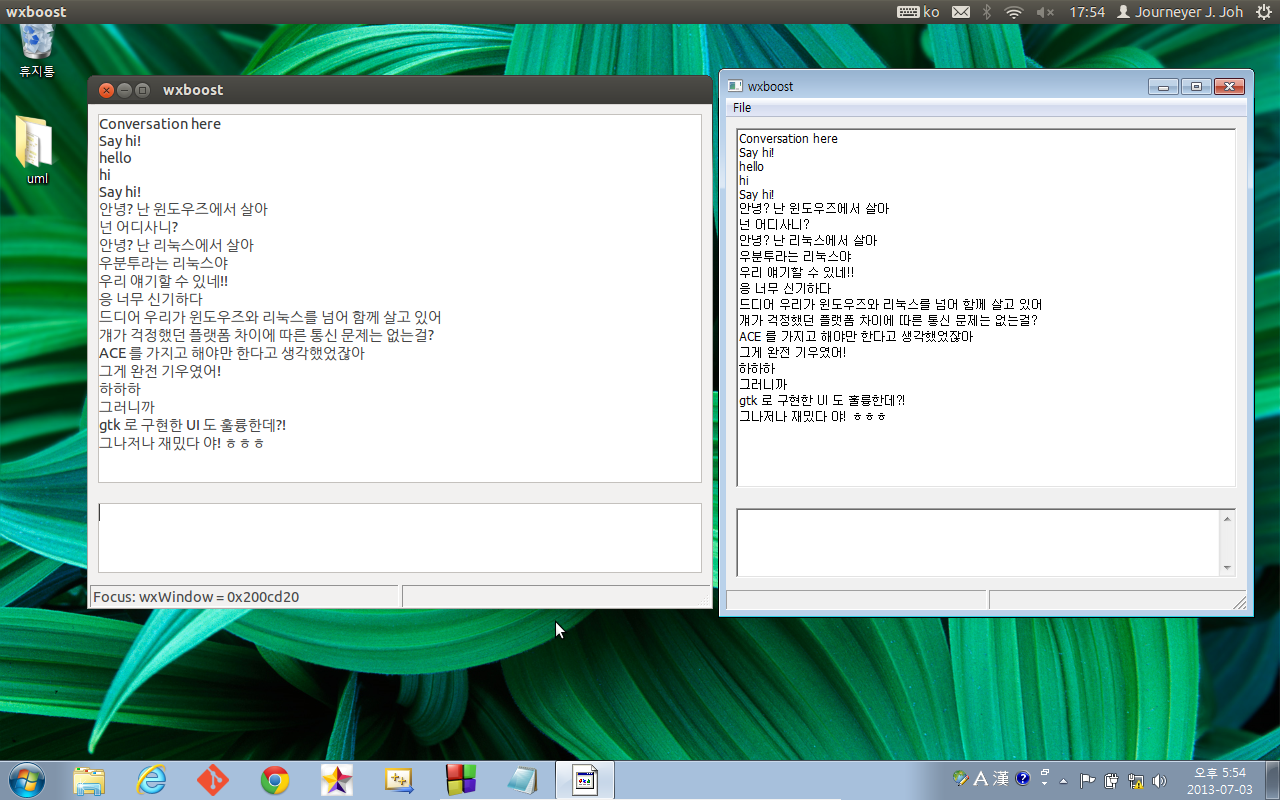 wxboost
ko
17:54
Journeyer J. Joh
휴지통
uml
wxboost
Conversation here
Say hi!
hello
hi
Say hi!
안녕? 난 윈도우즈에서 살아
넌 어디사니?
안녕? 난 리눅스에서 살아
우분투라는 리눅스야
우리 얘기할 수 있네!!
응 너무 신기하다
드디어 우리가 윈도우즈와 리눅스를 넘어 함께 살고 있어
걔가 걱정했던 플랫폼 차이에 따른 통신 문제는 없는걸?
ACE 를 가지고 해야만 한다고 생각했었잖아
그게 완전 기우였어!
하하하
그러니까
gtk 로 구현한 UI 도 훌륭한데?!
그나저나 재밌다 야! ㅎㅎㅎ
Focus: wxWindow = 0x200cd20
wxboost
File
Conversation here
Say hi!
hello
hi
Say hi!
안녕? 난 윈도우즈에서 살아
넌 어디사니?
안녕? 난 리눅스에서 살아
우분투라는 리눅스야
우리 얘기할 수 있네!!
응 너무 신기하다
드디어 우리가 윈도우즈와 리눅스를 넘어 함께 살고 있어
걔가 걱정했던 플랫폼 차이에 따른 통신 문제는 없는걸?
ACE 를 가지고 해야만 한다고 생각했었잖아
그게 완전 기우였어!
하하하
그러니까
gtk 로 구현한 UI 도 훌륭한데?!
그나저나 재밌다 야! ㅎㅎㅎ
A 漢
오후 5:54
2013-07-03